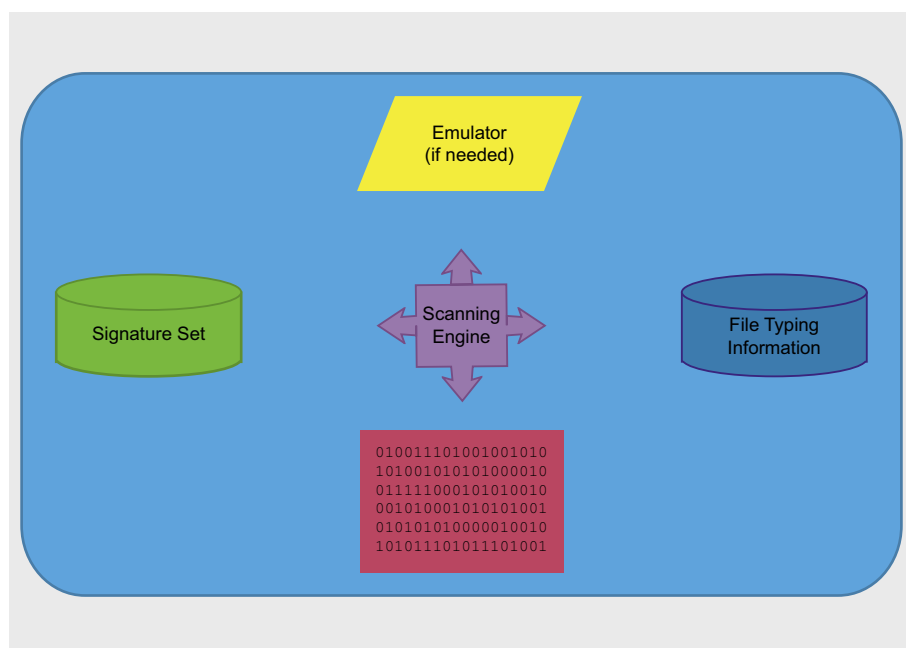 Emulator
(if needed)
Signature Set
Scanning
Engine
File Typing
Information
010011101001001010
101001010101000010
011111000101010010
001010001010101001
010101010000010010
101011101011101001